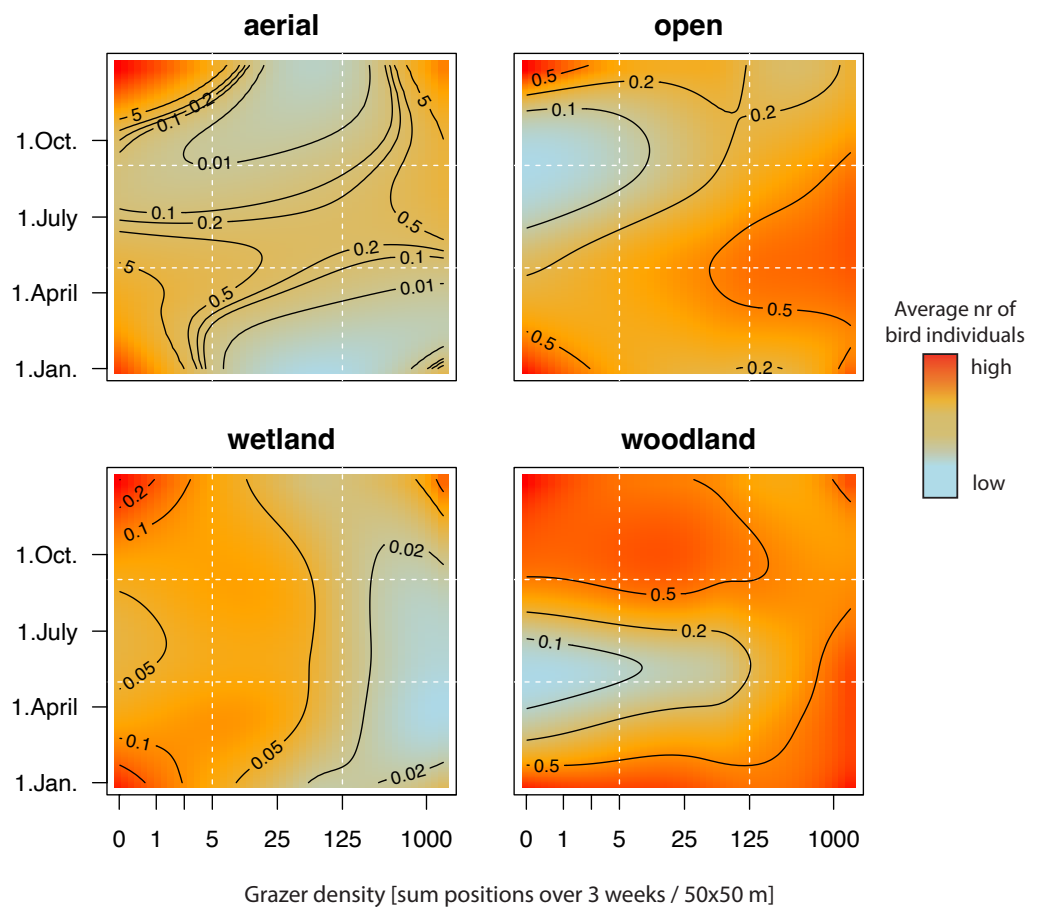 aerial
open
5
0.2
0.1
5
0.01
0.1
0.2
0.5
5
0.2
0.1
0.5
0.01
1.Oct.
1.July
1.April
1.Jan.
0.5
0.2
0.1
0.2
0.5
0.5
0.2
Average nr of
bird individuals
high
low
wetland
woodland
0.2
0.1
0.02
0.05
0.1
0.05
0.02
1.Oct.
1.July
1.April
1.Jan.
0.5
0.2
0.1
0.5
0 1 5 25 125 1000
0 1 5 25 125 1000
Grazer density [sum positions over 3 weeks / 50x50 m]